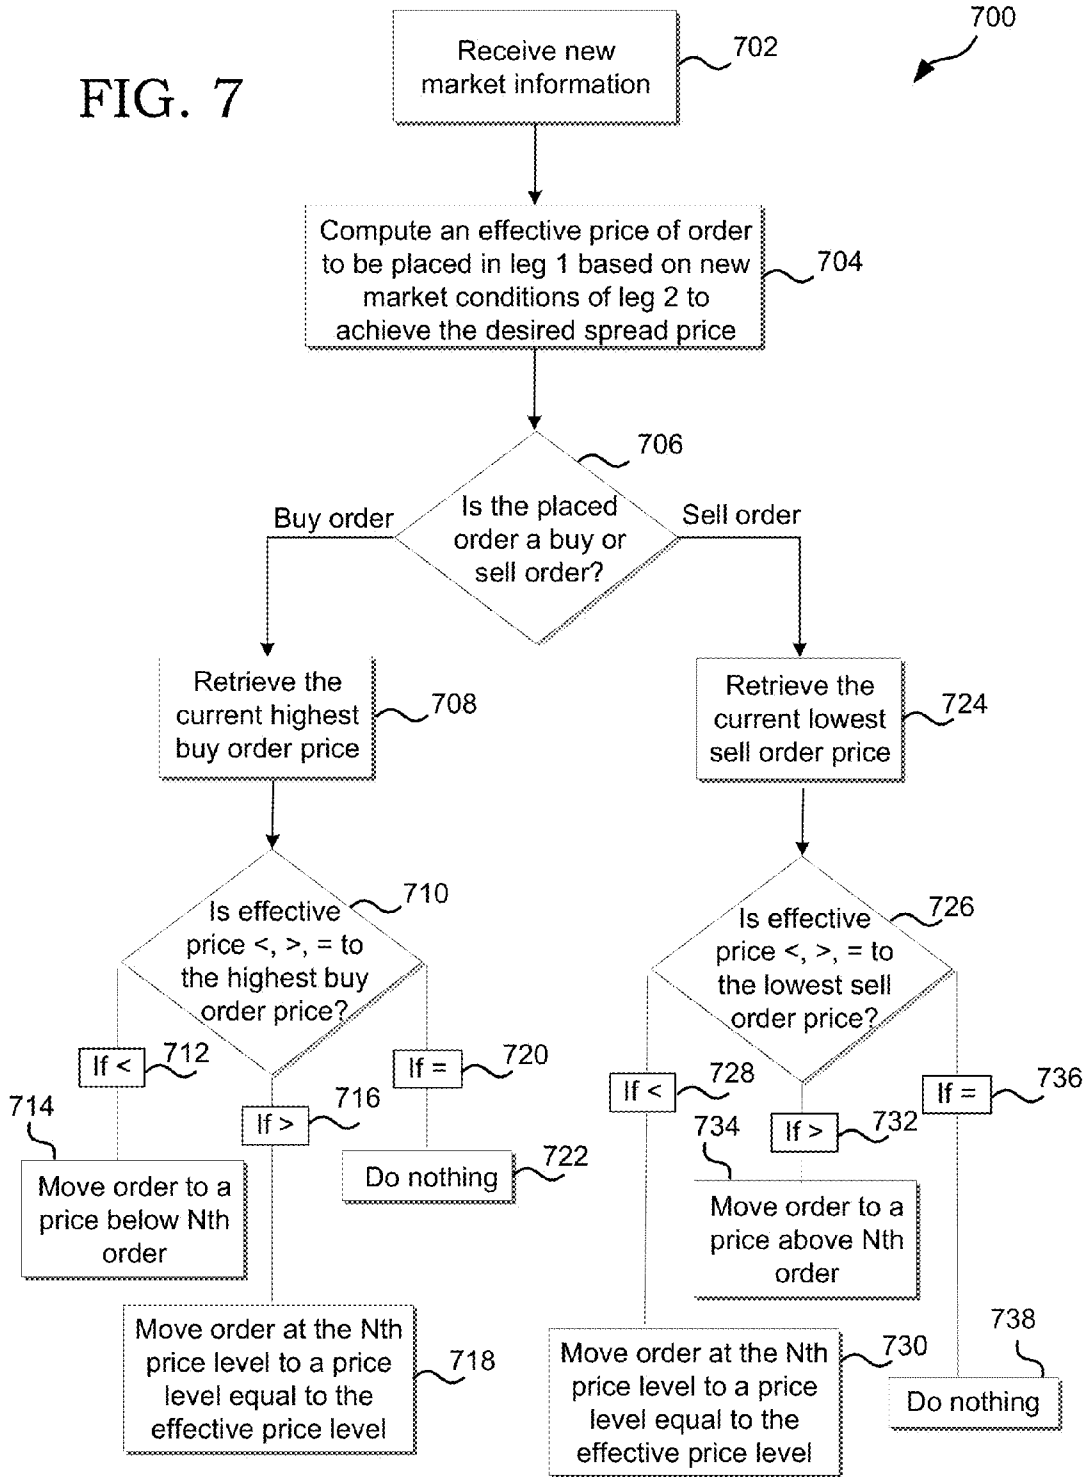 FIG. 7
700
Receive new
market information
702
Compute an effective price of order
to be placed in leg 1 based on new
market conditions of leg 2 to
achieve the desired spread price
704
706
Is the placed
order a buy or
sell order?
Buy order
Sell order
Retrieve the
current highest
buy order price
708
Retrieve the
current lowest
sell order price
724
710
Is effective
price <, >, = to
the highest buy
order price?
726
Is effective
price <, >, = to
the lowest sell
order price?
If <
712
If >
716
If =
720
If <
728
If >
732
If =
736
714
Move order to a
price below Nth
order
Do nothing
722
734
Move order to a
price above Nth
order
Move order at the Nth
price level to a price
level equal to the
effective price level
718
Move order at the Nth
price level to a price
level equal to the
effective price level
730
738
Do nothing